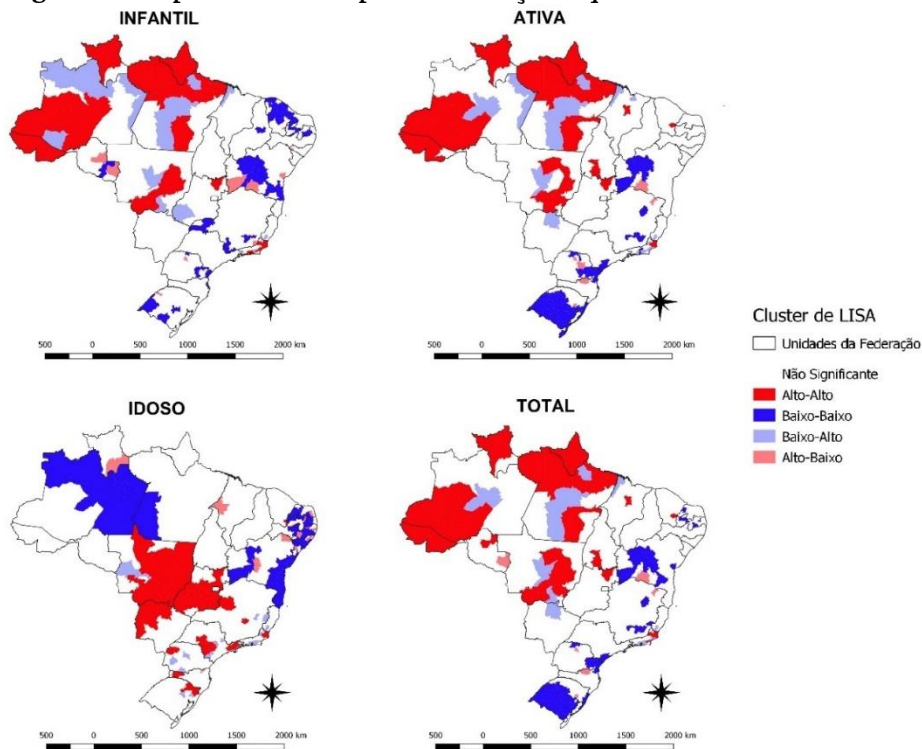 INFANTIL
ATIVA
500 0 500 1000 1500 2000 km
500 0 500 1000 1500 2000 km
Cluster de LISA
Unidades da Federação
Não Significante
Alto-Alto
Baixo-Baixo
Baixo-Alto
Alto-Baixo
IDOSO
TOTAL
500 0 500 1000 1500 2000 km
500 0 500 1000 1500 2000 km